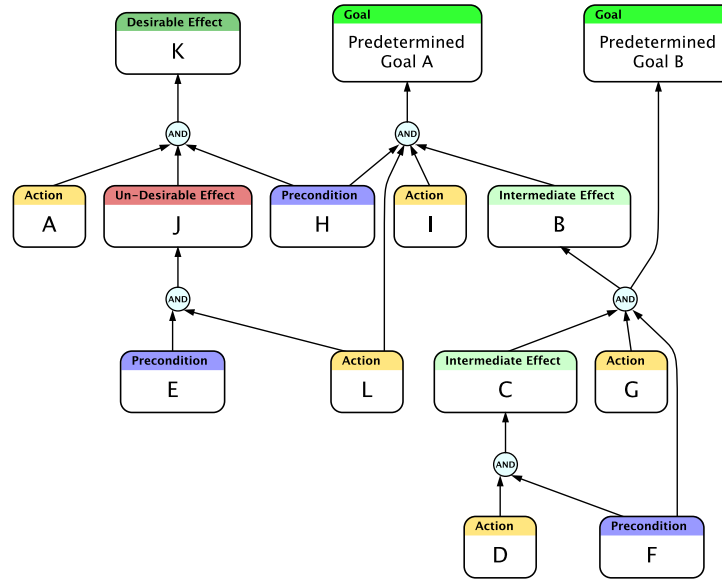 Desirable Effect
K
Goal
Predetermined
Goal A
Goal
Predetermined
Goal B
AND
AND
Action
A
Un-Desirable Effect
J
Precondition
H
Action
I
Intermediate Effect
B
AND
AND
Precondition
E
Action
L
Intermediate Effect
C
Action
G
AND
Action
D
Precondition
F